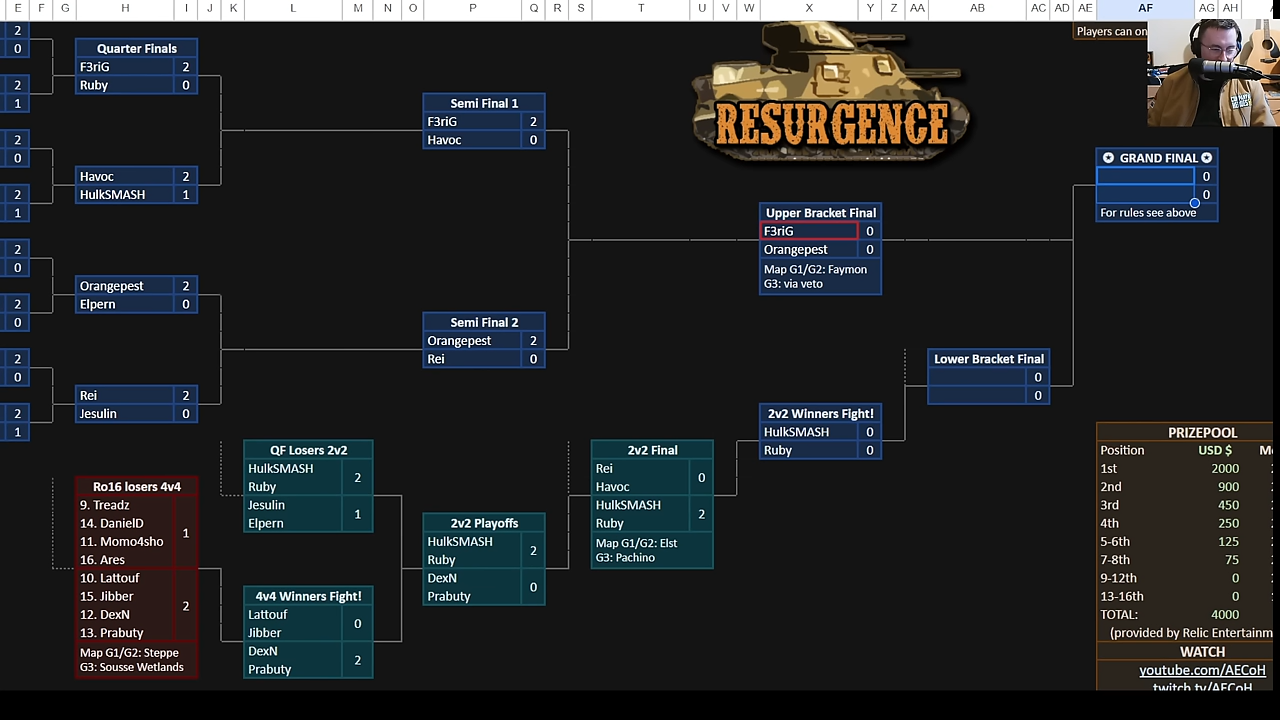 E F G H I J K L M N O P Q R S T U V W X Y Z AA AB AC AD AE AF AG AH
2
0
2
1
2
0
2
1
2
0
2
0
2
0
2
1
Quarter Finals
F3riG 2
Ruby 0
Havoc 2
HulkSMASH 1
Orangepest 2
Elpern 0
Rei 2
Jesulin 0
Ro16 losers 4v4
9. Treadz
14. DanielD
11. Momo4sho
16. Ares
1
10. Lattouf
15. Jibber
12. DexN
13. Prabuty
2
Map G1/G2: Steppe
G3: Sousse Wetlands
QF Losers 2v2
HulkSMASH
Ruby
2
Jesulin
Elpern
1
4v4 Winners Fight!
Lattouf
Jibber
0
DexN
Prabuty
2
Semi Final 1
F3riG 2
Havoc 0
Semi Final 2
Orangepest 2
Rei 0
2v2 Playoffs
HulkSMASH
Ruby
2
DexN
Prabuty
0
2v2 Final
Rei
Havoc
0
HulkSMASH
Ruby
2
Map G1/G2: Elst
G3: Pachino
RESURGENCE
Upper Bracket Final
F3riG 0
Orangepest 0
Map G1/G2: Faymon
G3: via veto
2v2 Winners Fight!
HulkSMASH 0
Ruby 0
Lower Bracket Final
0
0
Players can on
GRAND FINAL
0
0
For rules see above
PRIZEPOOL
Position USD $
1st 2000
2nd 900
3rd 450
4th 250
5-6th 125
7-8th 75
9-12th 0
13-16th 0
TOTAL: 4000
(provided by Relic Entertainm
WATCH
youtube.com/AECoH
twitch.tv/AECoH